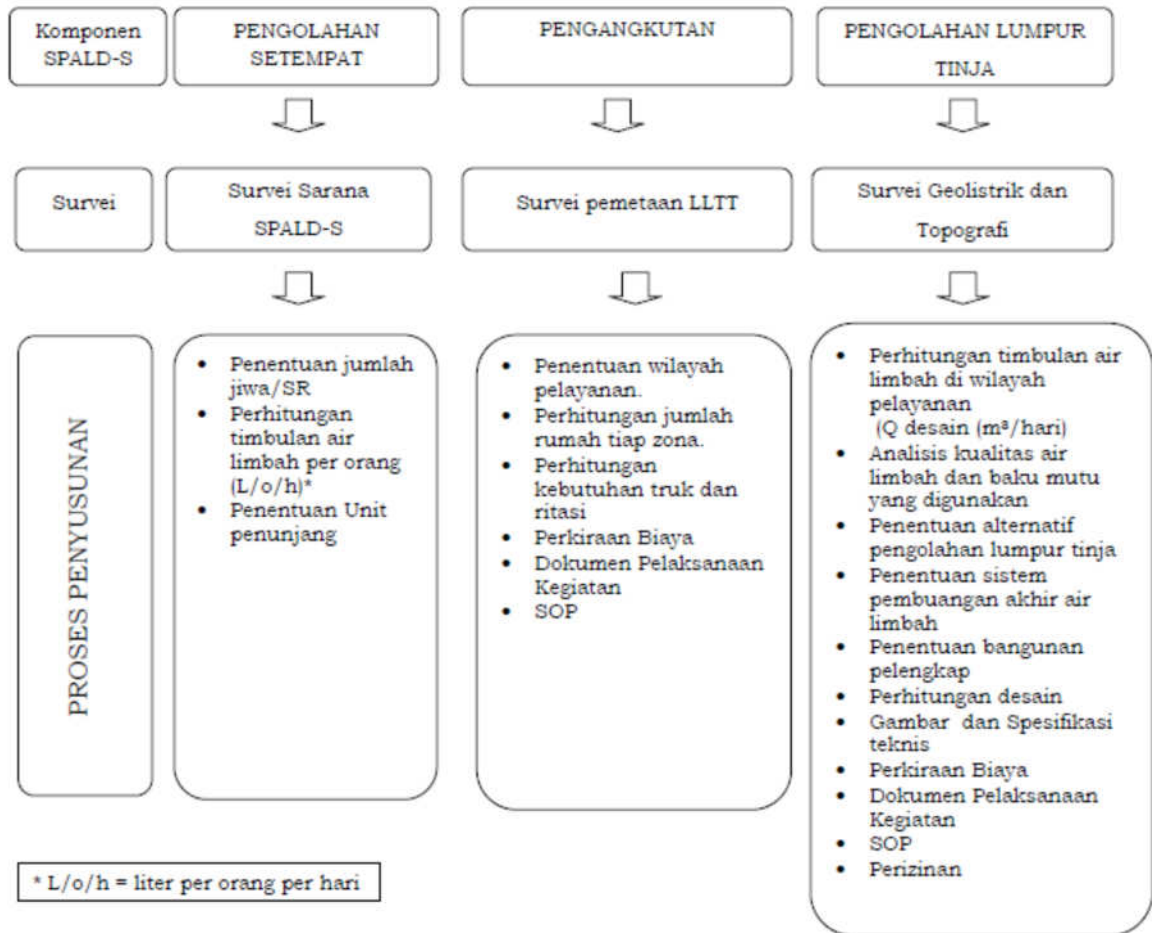 Komponen
SPALD-S
PENGOLAHAN
SETEMPAT
PENGANGKUTAN
PENGOLAHAN LUMPUR
TINJA
Survei
Survei Sarana
SPALD-S
Survei pemetaan LLTT
Survei Geolistrik dan
Topografi
PROSES PENYUSUNAN
• Penentuan jumlah
jiwa/SR
• Perhitungan
timbulan air
limbah per orang
(L/o/h)*
• Penentuan Unit
penunjang
• Penentuan wilayah
pelayanan.
• Perhitungan jumlah
rumah tiap zona.
• Perhitungan
kebutuhan truk dan
ritasi
• Perkiraan Biaya
• Dokumen Pelaksanaan
Kegiatan
• SOP
• Perhitungan timbulan air
limbah di wilayah
pelayanan
(Q desain (m³/hari)
• Analisis kualitas air
limbah dan baku mutu
yang digunakan
• Penentuan alternatif
pengolahan lumpur tinja
• Penentuan sistem
pembuangan akhir air
limbah
• Penentuan bangunan
pelengkap
• Perhitungan desain
• Gambar dan Spesifikasi
teknis
• Perkiraan Biaya
• Dokumen Pelaksanaan
Kegiatan
• SOP
• Perizinan
* L/o/h = liter per orang per hari